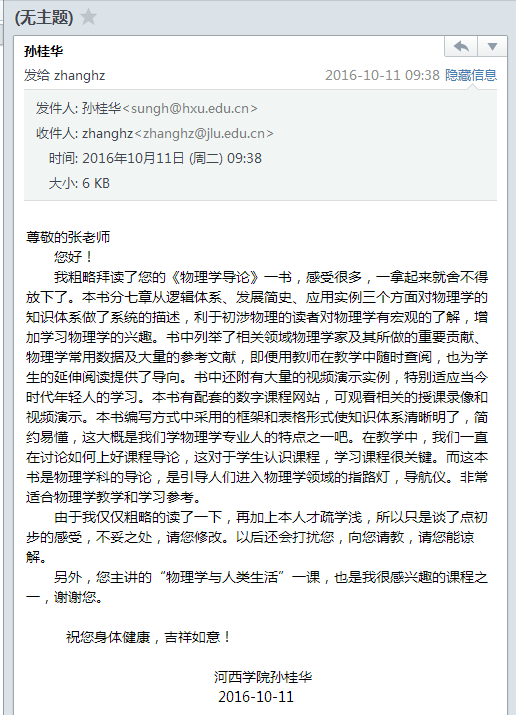 (无主题)
孙桂华
发给 zhanghz 2016-10-11 09:38 隐藏信息
发件人: 孙桂华<sungh@hxu.edu.cn>
收件人: zhanghz<zhanghz@jlu.edu.cn>
时间: 2016年10月11日 (周二) 09:38
大小: 6 KB
尊敬的张老师
您好！
我粗略拜读了您的《物理学导论》一书，感受很多，一拿起来就舍不得
放下了。本书分七章从逻辑体系、发展简史、应用实例三个方面对物理学的
知识体系做了系统的描述，利于初涉物理的读者对物理学有宏观的了解，增
加学习物理学的兴趣。书中列举了相关领域物理学家及其所做的重要贡献、
物理学常用数据及大量的参考文献，即便用教师在教学中随时查阅，也为学
生的延伸阅读提供了导向。书中还附有大量的视频演示实例，特别适应当今
时代年轻人的学习。本书有配套的数字课程网站，可观看相关的授课录像和
视频演示。本书编写方式中采用的框架和表格形式使知识体系清晰明了，简
约易懂，这大概是我们学物理学专业人的特点之一吧。在教学中，我们一直
在讨论如何上好课程导论，这对于学生认识课程，学习课程很关键。而这本
书是物理学科的导论，是引导人们进入物理学领域的指路灯，导航仪。非常
适合物理学教学和学习参考。
由于我仅仅粗略的读了一下，再加上本人才疏学浅，所以只是谈了点初
步的感受，不妥之处，请您修改。以后还会打扰您，向您请教，请您能谅
解。
另外，您主讲的“物理学与人类生活”一课，也是我很感兴趣的课程之
一，谢谢您。
祝您身体健康，吉祥如意！
河西学院孙桂华
2016-10-11